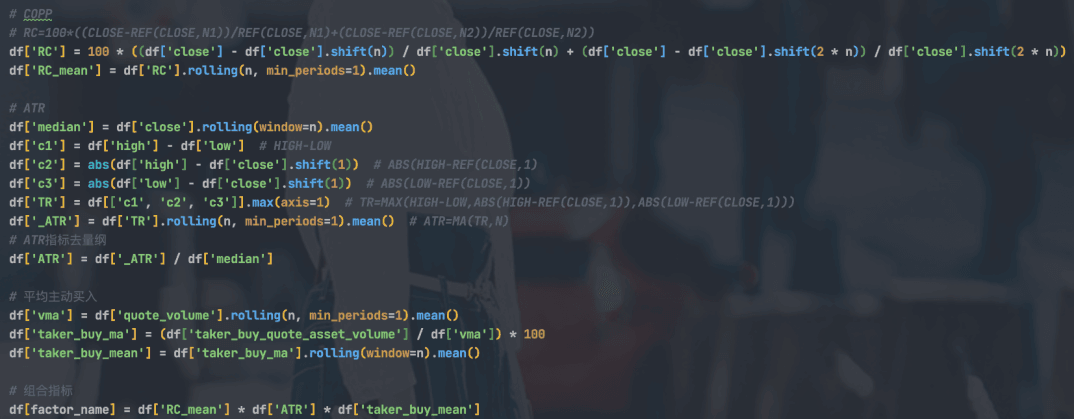 # COPP
# RC=100*((CLOSE-REF(CLOSE,N1))/REF(CLOSE,N1)+(CLOSE-REF(CLOSE,N2))/REF(CLOSE,N2))
df['RC'] = 100 * ((df['close'] - df['close'].shift(n)) / df['close'].shift(n) + (df['close'] - df['close'].shift(2 * n)) / df['close'].shift(2 * n))
df['RC_mean'] = df['RC'].rolling(n, min_periods=1).mean()
# ATR
df['median'] = df['close'].rolling(window=n).mean()
df['c1'] = df['high'] - df['low']  # HIGH-LOW
df['c2'] = abs(df['high'] - df['close'].shift(1))  # ABS(HIGH-REF(CLOSE,1)
df['c3'] = abs(df['low'] - df['close'].shift(1))  # ABS(LOW-REF(CLOSE,1))
df['TR'] = df[['c1', 'c2', 'c3']].max(axis=1)  # TR=MAX(HIGH-LOW,ABS(HIGH-REF(CLOSE,1)),ABS(LOW-REF(CLOSE,1)))
df['_ATR'] = df['TR'].rolling(n, min_periods=1).mean()  # ATR=MA(TR,N)
# ATR指标去量纲
df['ATR'] = df['_ATR'] / df['median']
# 平均主动买入
df['vma'] = df['quote_volume'].rolling(n, min_periods=1).mean()
df['taker_buy_ma'] = (df['taker_buy_quote_asset_volume'] / df['vma']) * 100
df['taker_buy_mean'] = df['taker_buy_ma'].rolling(window=n).mean()
# 组合指标
df[factor_name] = df['RC_mean'] * df['ATR'] * df['taker_buy_mean']